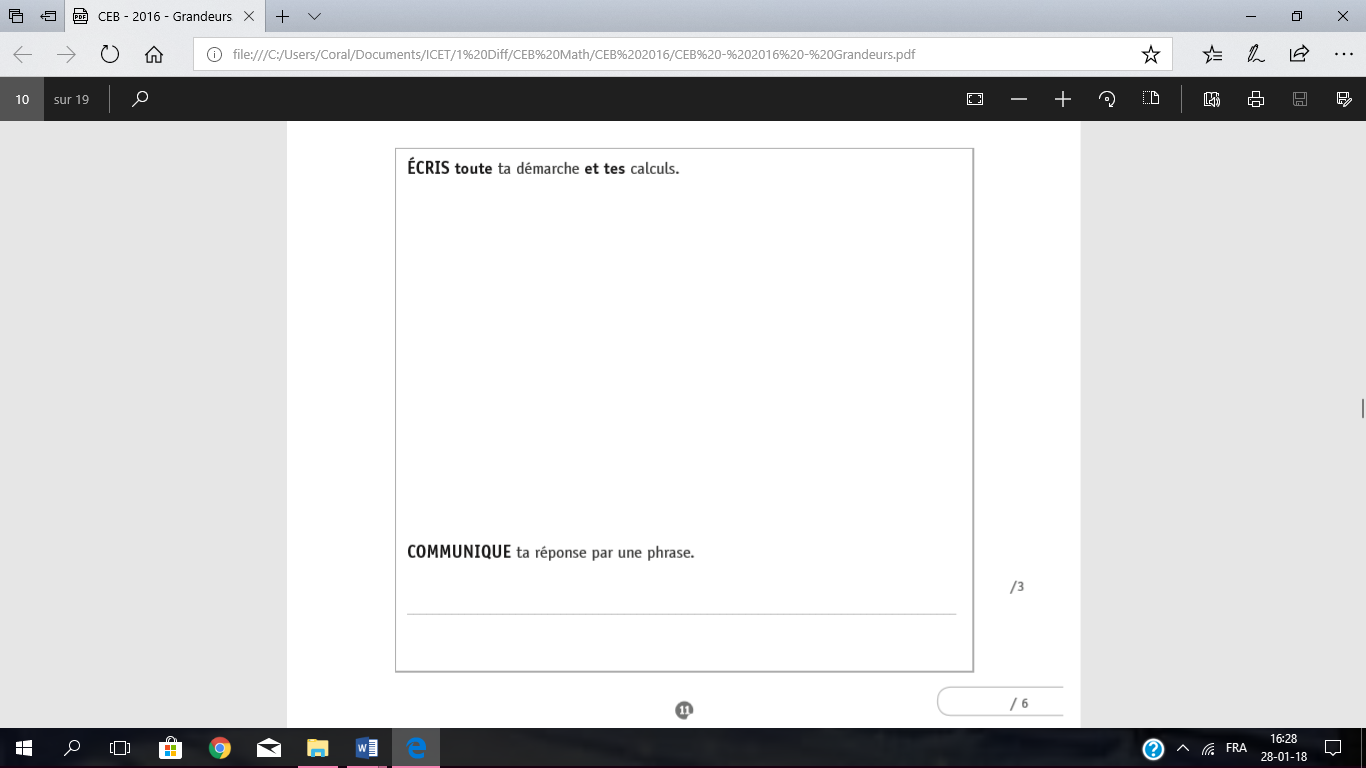 CEB - 2016 - Grandeurs
file:///C:/Users/Coral/Documents/ICET/1%20Diff/CEB%20Math/CEB%202016/CEB%20-%202016%20-%20Grandeurs.pdf
10 sur 19
ÉCRIS toute ta démarche et tes calculs.
COMMUNIQUE ta réponse par une phrase.
/3
/ 6
11
FRA
16:28
28-01-18